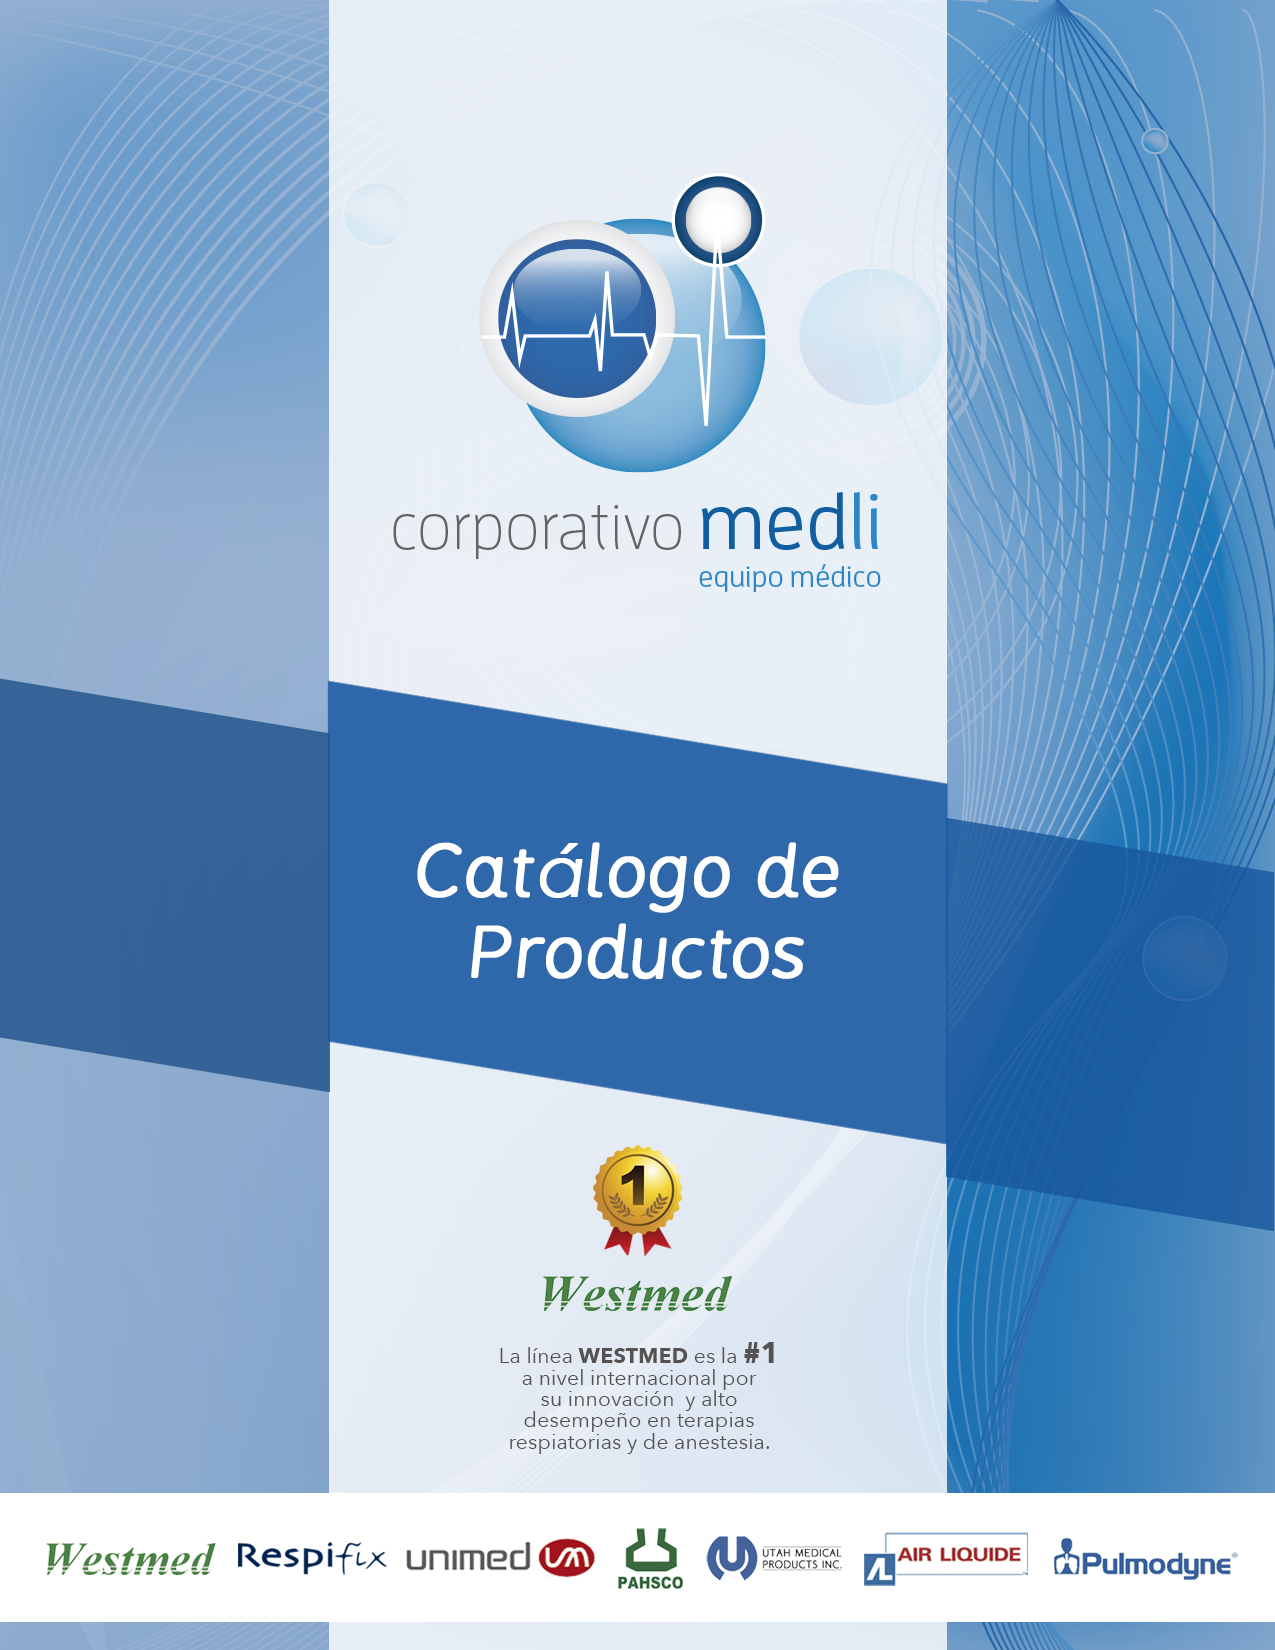 corporativo medli
equipo médico
Catálogo de
Productos
1
Westmed
La línea WESTMED es la #1
a nivel internacional por
su innovación y alto
desempeño en terapias
respiatorias y de anestesia.
Westmed
Respifix
unimed um
PAHSCO
UTAH MEDICAL
PRODUCTS INC.
AL AIR LIQUIDE
Pulmodyne®